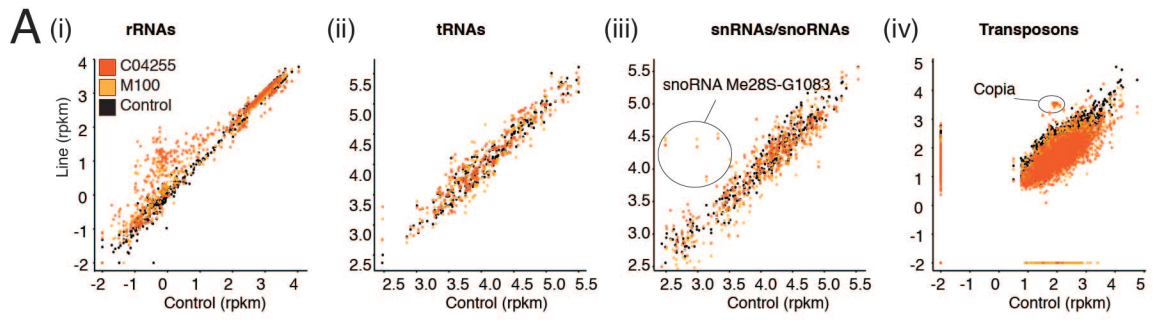 A (i) rRNAs (ii) tRNAs (iii) snRNAs/snoRNAs (iv) Transposons
C04255
M100
Control
Line (rpkm)
4
3
2
1
0
-1
-2
-2 -1 0 1 2 3 4
Control (rpkm)
5.5
5.0
4.5
4.0
3.5
3.0
2.5
2.5 3.0 3.5 4.0 4.5 5.0 5.5
Control (rpkm)
snoRNA Me28S-G1083
5.5
5.0
4.5
4.0
3.5
3.0
2.5
2.5 3.0 3.5 4.0 4.5 5.0 5.5
Control (rpkm)
Copia
5
4
3
2
1
0
-1
-2
-2 -1 0 1 2 3 4 5
Control (rpkm)